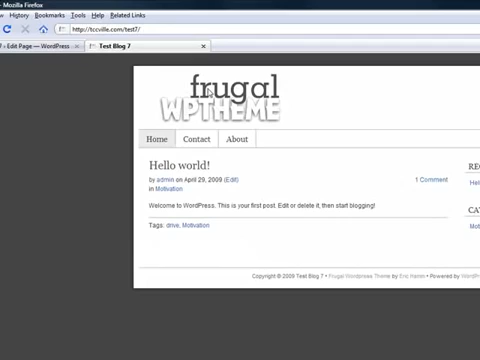 Mozilla Firefox
History Bookmarks Tools Help Related Links
http://tccville.com/test7/
7 › Edit Page — WordPress Test Blog 7
frugal
WPTHEME
Home Contact About
Hello world!
by admin on April 29, 2009 (Edit) 1 Comment
in Motivation
Welcome to WordPress. This is your first post. Edit or delete it, then start blogging!
Tags: drive, Motivation
Copyright © 2009 Test Blog 7 • Frugal Wordpress Theme by Eric Hamm • Powered by WordPr